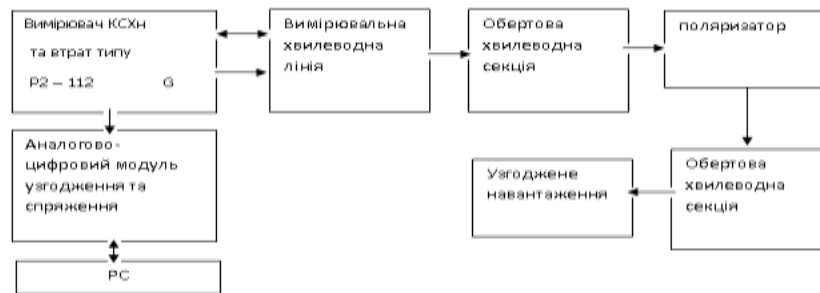 Вимірювач КСХн
та втрат типу
Р2 – 112 G
Вимірювальна
хвилеводна
лінія
Обертова
хвилеводна
секція
поляризатор
Аналогово-
цифровий модуль
узгодження та
спряження
Узгоджене
навантаження
Обертова
хвилеводна
секція
РС